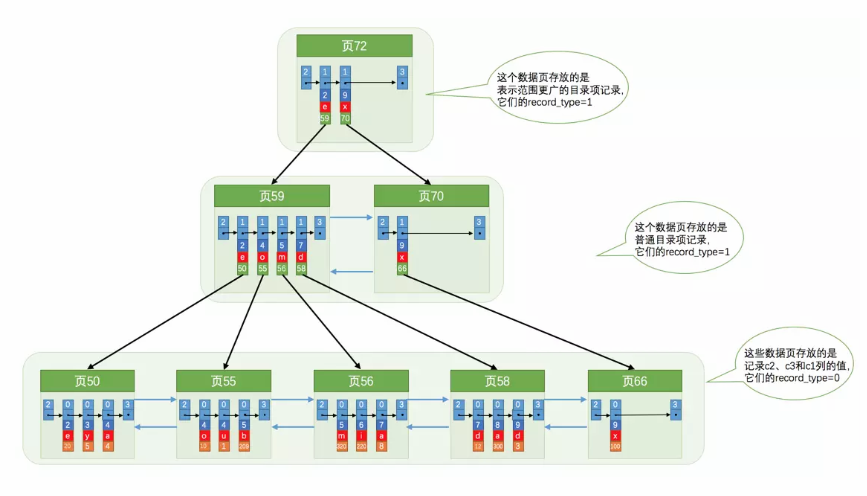 页72
2 1 1 3
2 9
e x
59 70
这个数据页存放的是
表示范围更广的目录项记录,
它们的record_type=1
页59
页70
2 1 1 1 1 3
2 1 3
2 4 5 7
9
e o m d
x
50 55 56 58
66
这个数据页存放的是
普通目录项记录,
它们的record_type=1
页50
页55
页56
页58
页66
2 0 0 0 3
2 0 0 0 3
2 0 0 0 3
2 0 0 0 3
2 0 3
2 3 4
4 4 5
5 6 7
7 8 9
9
e y a
o u b
m i a
d a d
x
20 5 4
10 1 209
300 220 8
12 300 3
100
这些数据页存放的是
记录c2、c3和c1列的值,
它们的record_type=0